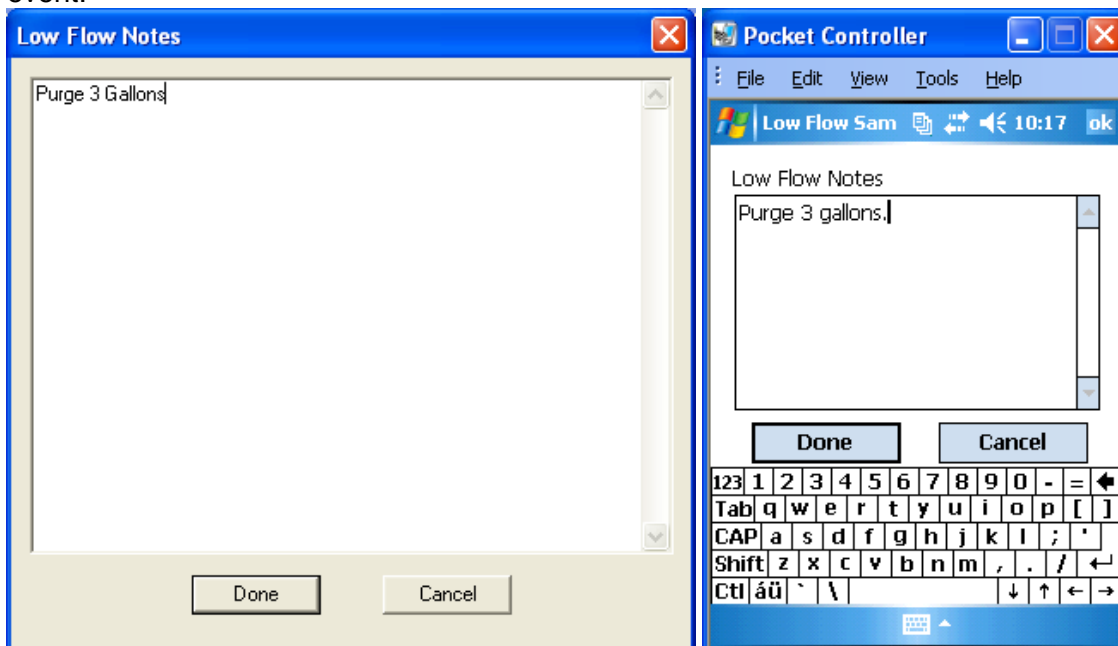 Low Flow Notes
Purge 3 Gallons
Done Cancel
Pocket Controller
File Edit View Tools Help
Low Flow Sam 10:17 ok
Low Flow Notes
Purge 3 gallons.
Done Cancel
123 1 2 3 4 5 6 7 8 9 0 - =
Tab q w e r t y u i o p [ ]
CAP a s d f g h j k l ; '
Shift z x c v b n m , . /
Ctl áü ` \